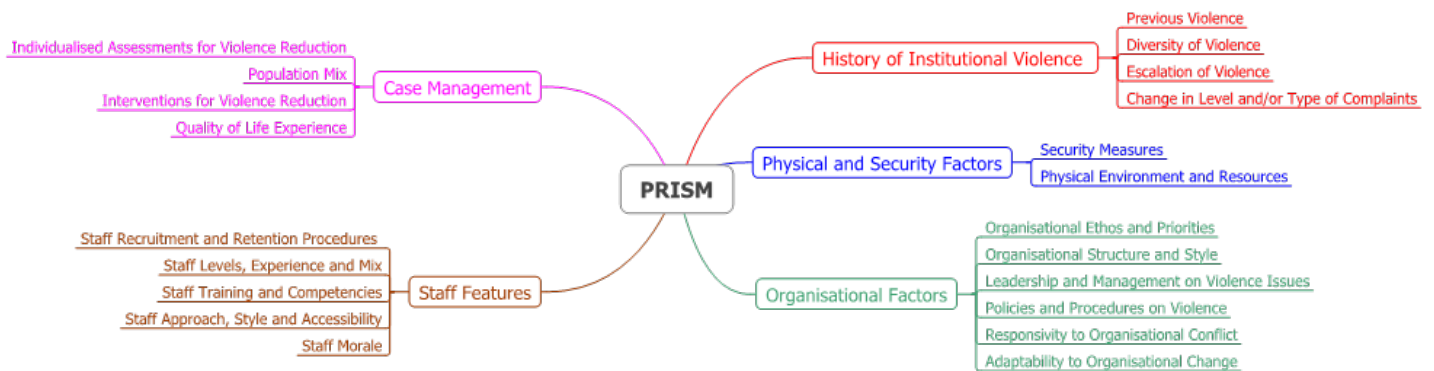 PRISM
History of Institutional Violence
Previous Violence
Diversity of Violence
Escalation of Violence
Change in Level and/or Type of Complaints
Physical and Security Factors
Security Measures
Physical Environment and Resources
Organisational Factors
Organisational Ethos and Priorities
Organisational Structure and Style
Leadership and Management on Violence Issues
Policies and Procedures on Violence
Responsivity to Organisational Conflict
Adaptability to Organisational Change
Case Management
Individualised Assessments for Violence Reduction
Population Mix
Interventions for Violence Reduction
Quality of Life Experience
Staff Features
Staff Recruitment and Retention Procedures
Staff Levels, Experience and Mix
Staff Training and Competencies
Staff Approach, Style and Accessibility
Staff Morale